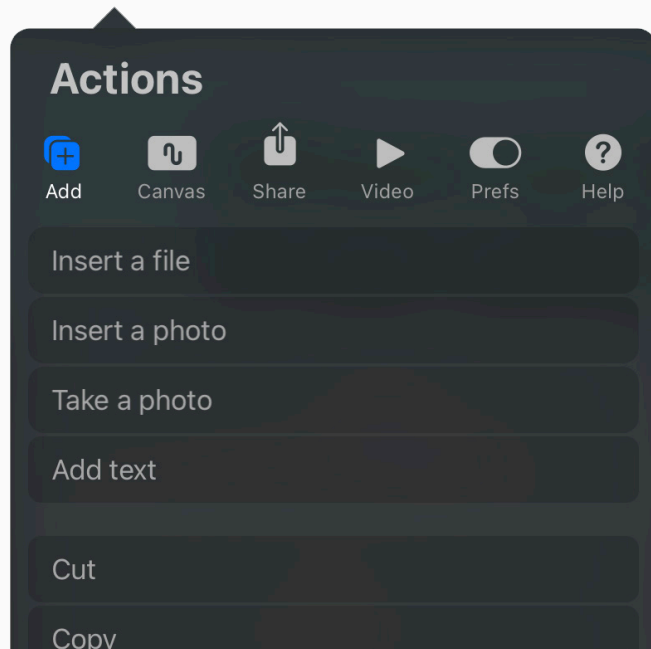 Actions
Add Canvas Share Video Prefs Help
Insert a file
Insert a photo
Take a photo
Add text
Cut
Copy